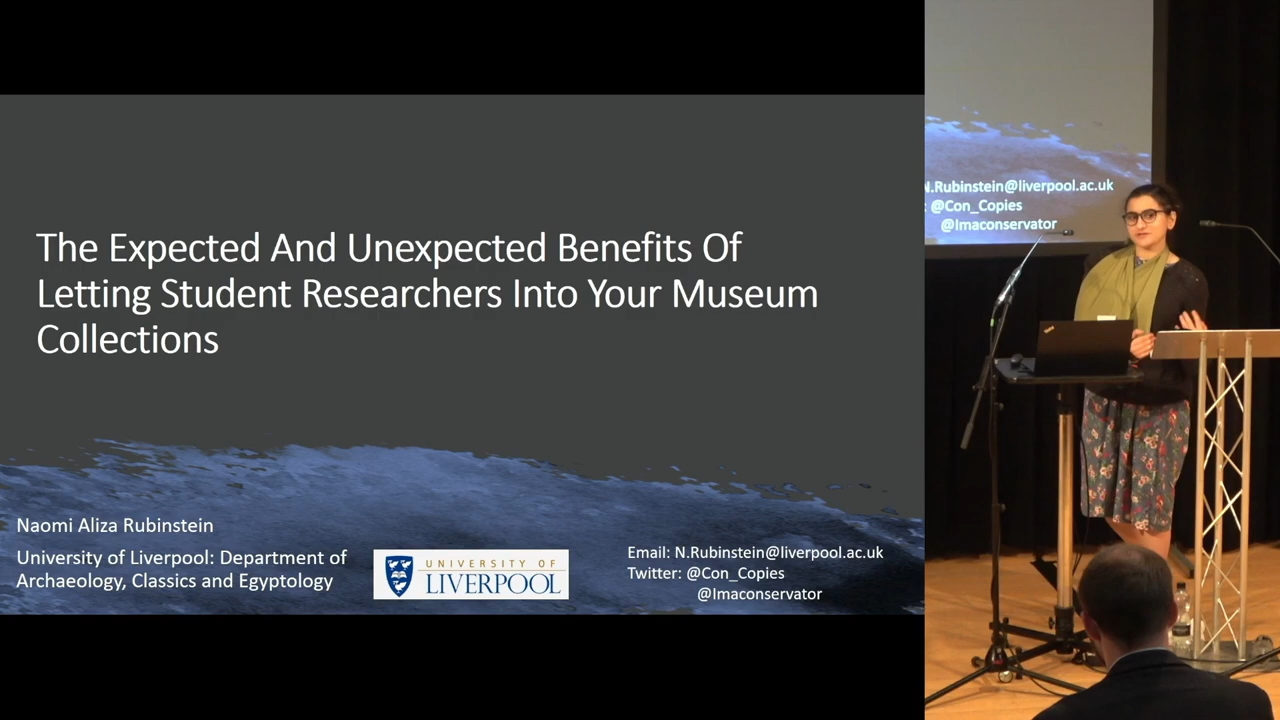 The Expected And Unexpected Benefits Of
Letting Student Researchers Into Your Museum
Collections
Naomi Aliza Rubinstein
University of Liverpool: Department of
Archaeology, Classics and Egyptology
UNIVERSITY OF
LIVERPOOL
Email: N.Rubinstein@liverpool.ac.uk
Twitter: @Con_Copies
@Imaconservator
N.Rubinstein@liverpool.ac.uk
: @Con_Copies
@Imaconservator